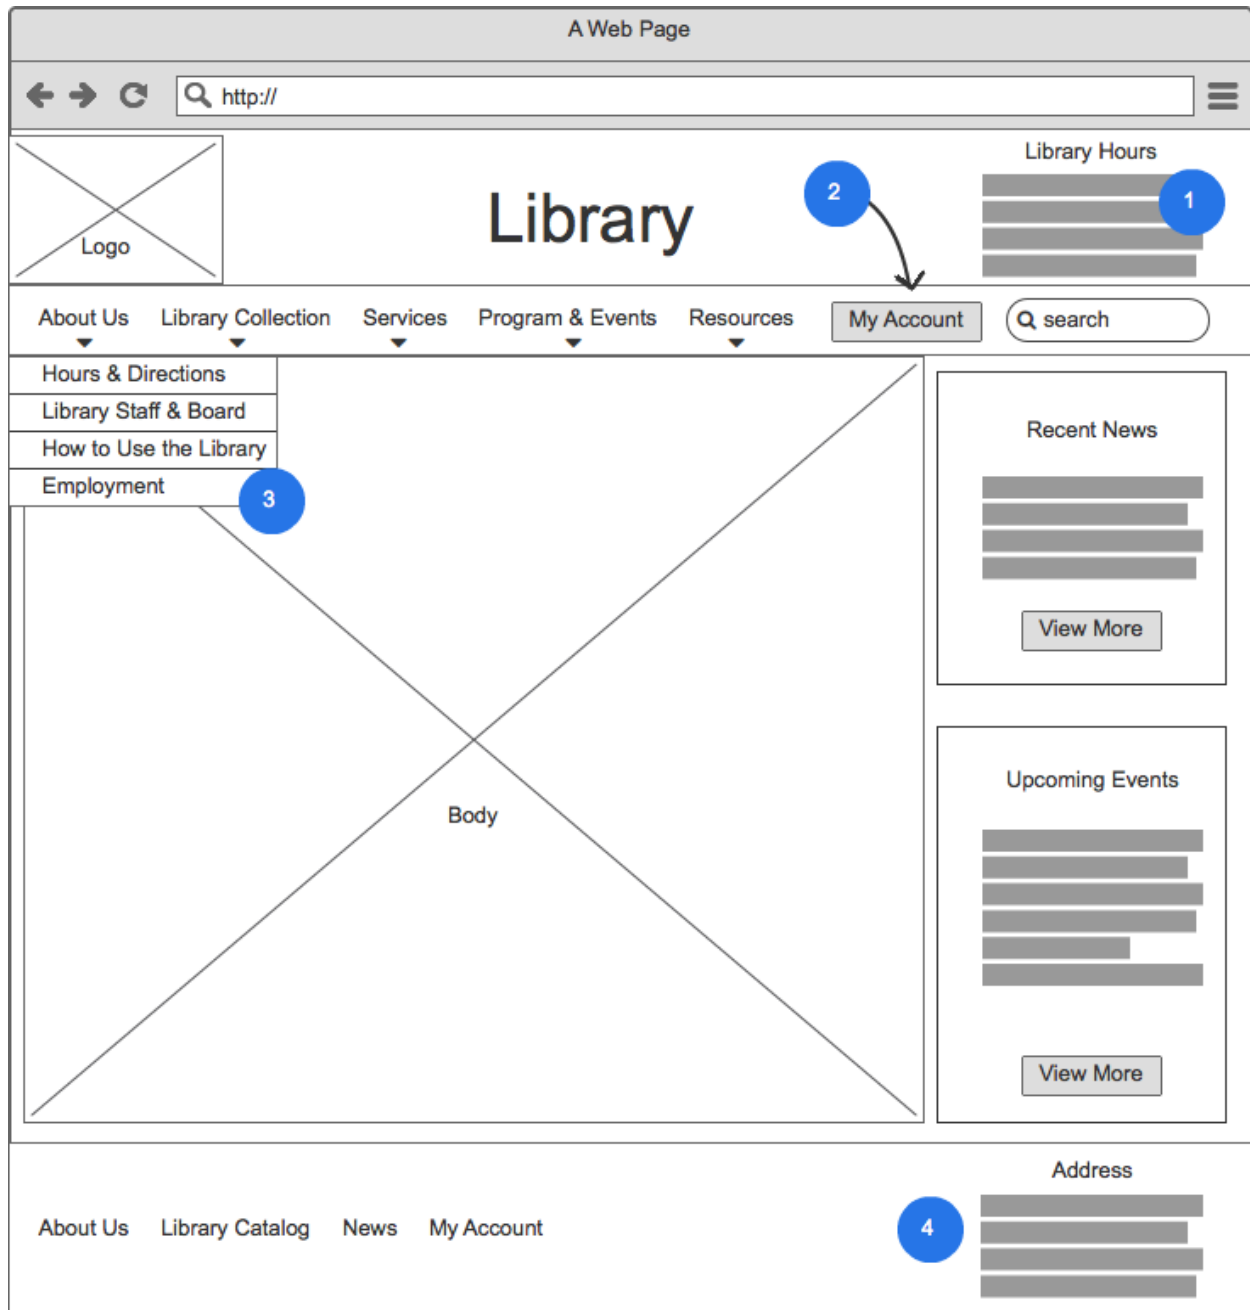 A Web Page
http://
Logo
Library
2
Library Hours
1
About Us
Library Collection
Services
Program & Events
Resources
My Account
search
Hours & Directions
Library Staff & Board
How to Use the Library
Employment
3
Body
Recent News
View More
Upcoming Events
View More
About Us
Library Catalog
News
My Account
4
Address